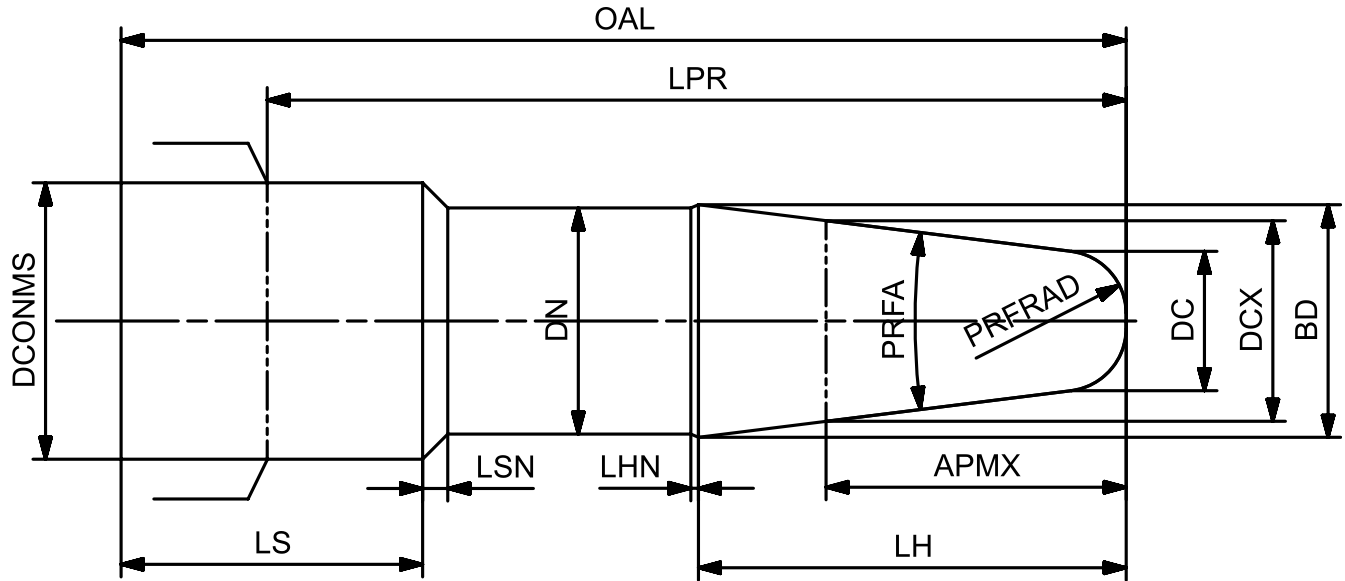 OAL
LPR
DCONMS
DN
PRFA
PRFRAD
DC
DCX
BD
LSN
LHN
APMX
LS
LH